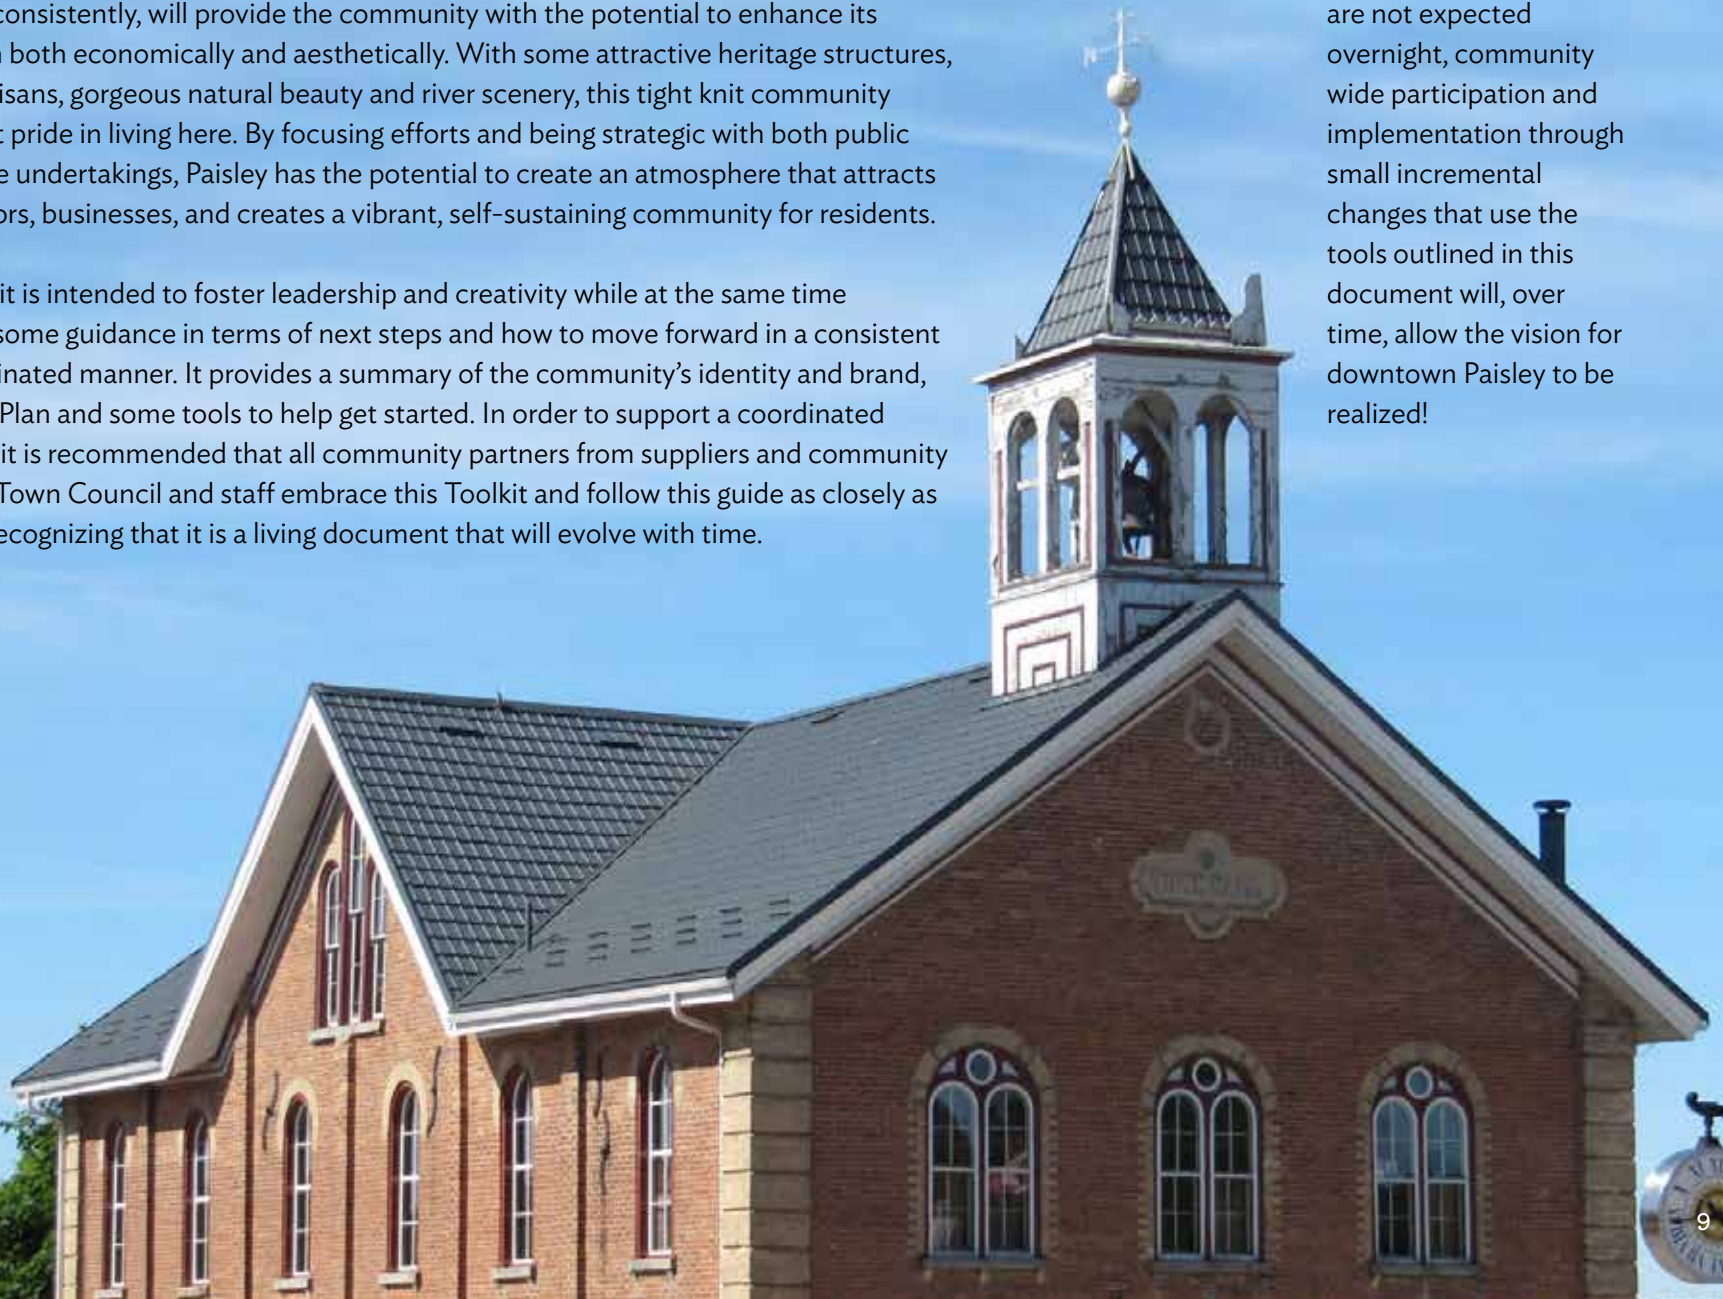 consistently, will provide the community with the potential to enhance its
both economically and aesthetically. With some attractive heritage structures,
isans, gorgeous natural beauty and river scenery, this tight knit community
t pride in living here. By focusing efforts and being strategic with both public
e undertakings, Paisley has the potential to create an atmosphere that attracts
ors, businesses, and creates a vibrant, self-sustaining community for residents.
it is intended to foster leadership and creativity while at the same time
some guidance in terms of next steps and how to move forward in a consistent
inated manner. It provides a summary of the community’s identity and brand,
Plan and some tools to help get started. In order to support a coordinated
it is recommended that all community partners from suppliers and community
Town Council and staff embrace this Toolkit and follow this guide as closely as
ecognizing that it is a living document that will evolve with time.
are not expected
overnight, community
wide participation and
implementation through
small incremental
changes that use the
tools outlined in this
document will, over
time, allow the vision for
downtown Paisley to be
realized!
9